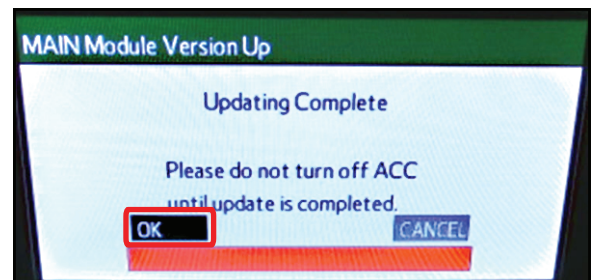 MAIN Module Version Up
Updating Complete
Please do not turn off ACC
until update is completed.
OK CANCEL